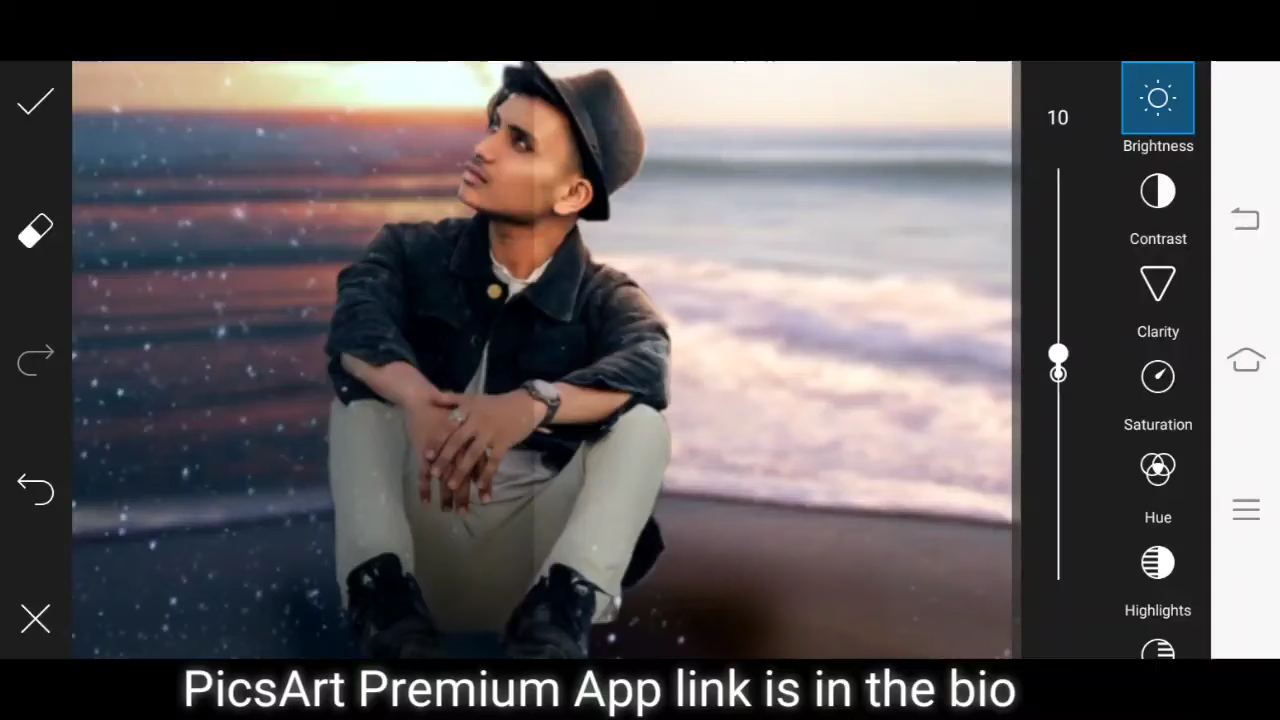 10
Brightness
Contrast
Clarity
Saturation
Hue
Highlights
PicsArt Premium App link is in the bio